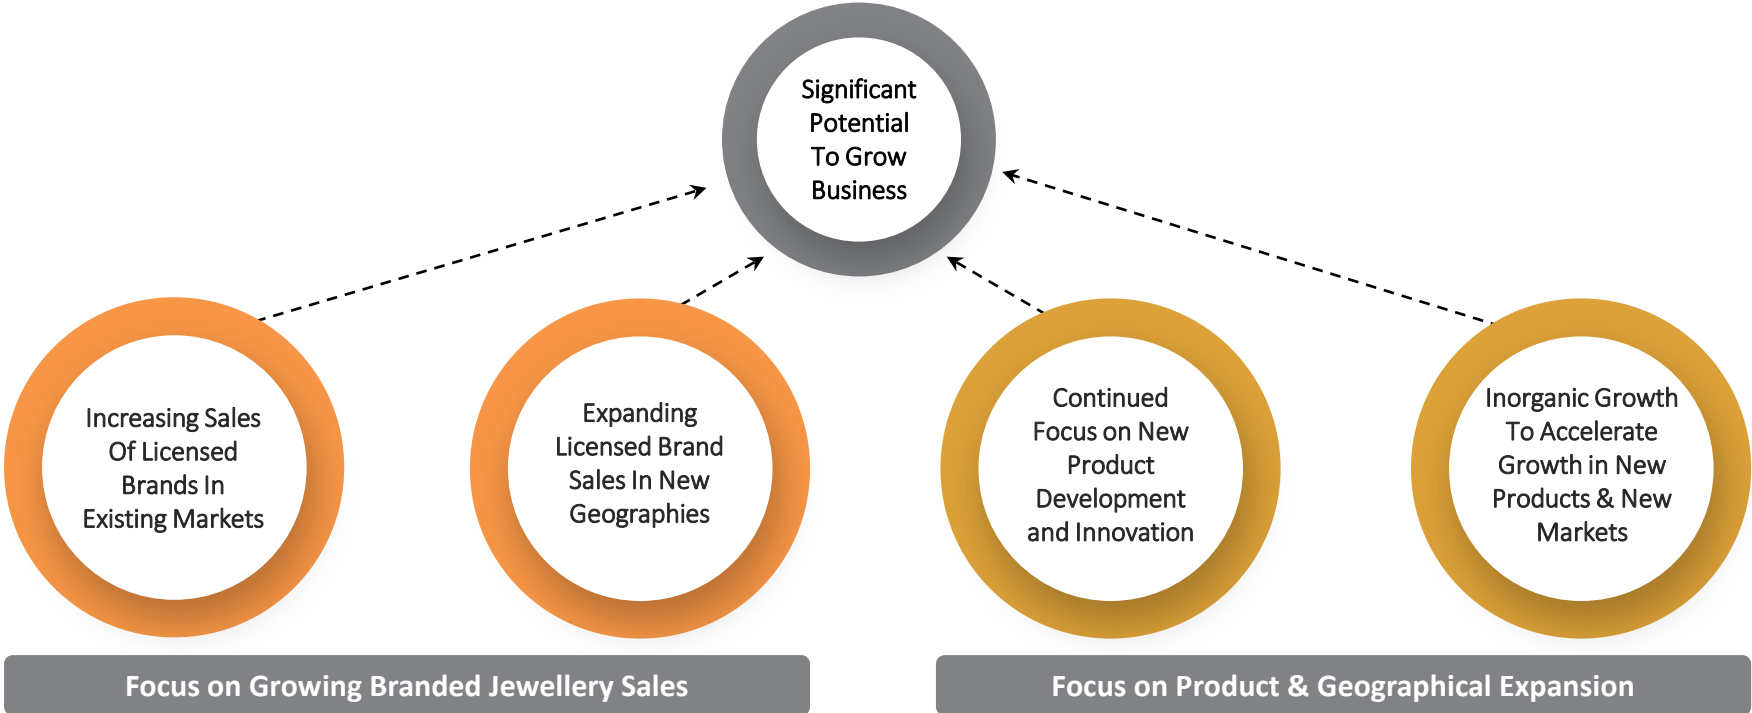 Significant
Potential
To Grow
Business
Increasing Sales
Of Licensed
Brands In
Existing Markets
Expanding
Licensed Brand
Sales In New
Geographies
Continued
Focus on New
Product
Development
and Innovation
Inorganic Growth
To Accelerate
Growth in New
Products & New
Markets
Focus on Growing Branded Jewellery Sales
Focus on Product & Geographical Expansion